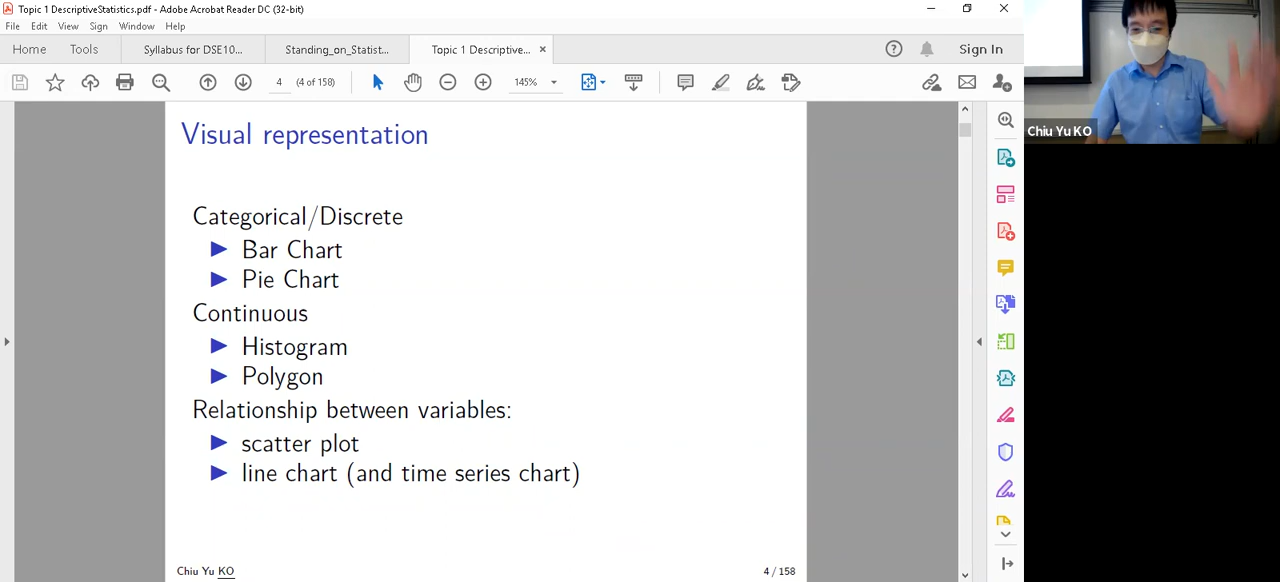 Topic 1 DescriptiveStatistics.pdf - Adobe Acrobat Reader DC (32-bit)
File Edit View Sign Window Help
Home Tools Syllabus for DSE10... Standing_on_Statist... Topic 1 Descriptive... × Sign In
4 (4 of 158) 145%
Visual representation
Categorical/Discrete
Bar Chart
Pie Chart
Continuous
Histogram
Polygon
Relationship between variables:
scatter plot
line chart (and time series chart)
Chiu Yu KO 4 / 158
Chiu Yu KO